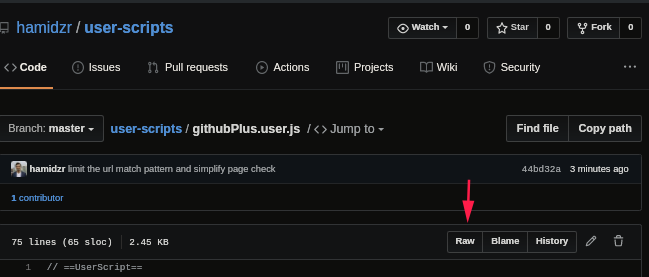 hamidzr / user-scripts
Watch 0 Star 0 Fork 0
Code Issues Pull requests Actions Projects Wiki Security ...
Branch: master user-scripts / githubPlus.user.js / <> Jump to Find file Copy path
hamidzr limit the url match pattern and simplify page check 44bd32a 3 minutes ago
1 contributor
75 lines (65 sloc) 2.45 KB Raw Blame History
1 // ==UserScript==